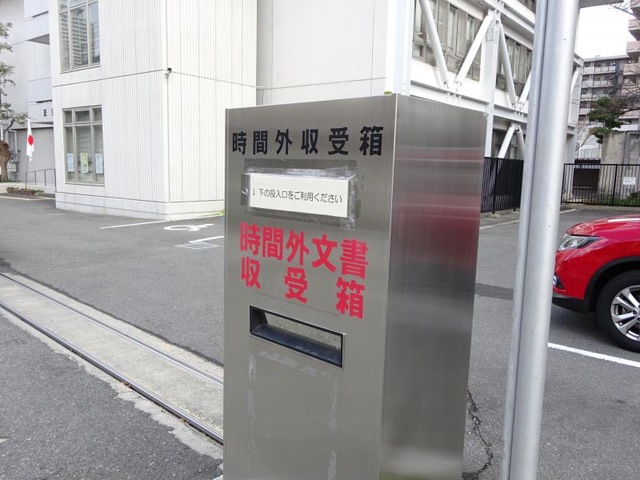 時間外収受箱
↓下の投入口をご利用ください
時間外文書
収受箱